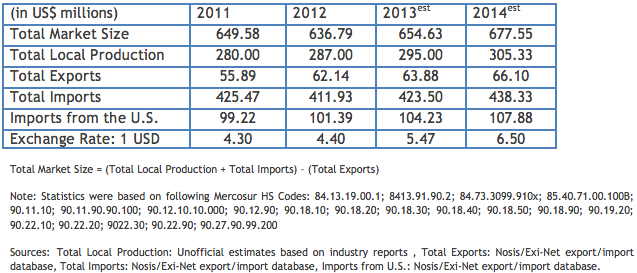 (in US$ millions) 2011 2012 2013est 2014est
Total Market Size 649.58 636.79 654.63 677.55
Total Local Production 280.00 287.00 295.00 305.33
Total Exports 55.89 62.14 63.88 66.10
Total Imports 425.47 411.93 423.50 438.33
Imports from the U.S. 99.22 101.39 104.23 107.88
Exchange Rate: 1 USD 4.30 4.40 5.47 6.50
Total Market Size = (Total Local Production + Total Imports) – (Total Exports)
Note: Statistics were based on following Mercosur HS Codes: 84.13.19.00.1; 8413.91.90.2; 84.73.3099.910x; 85.40.71.00.100B;
90.11.10; 90.11.90.90.100; 90.12.10.10.000; 90.12.90; 90.18.10; 90.18.20; 90.18.30; 90.18.40; 90.18.50; 90.18.90; 90.19.20;
90.22.10; 90.22.20; 9022.30; 90.22.90; 90.27.90.99.200
Sources: Total Local Production: Unofficial estimates based on industry reports , Total Exports: Nosis/Exi-Net export/import
database, Total Imports: Nosis/Exi-Net export/import database, Imports from U.S.: Nosis/Exi-Net export/import database.